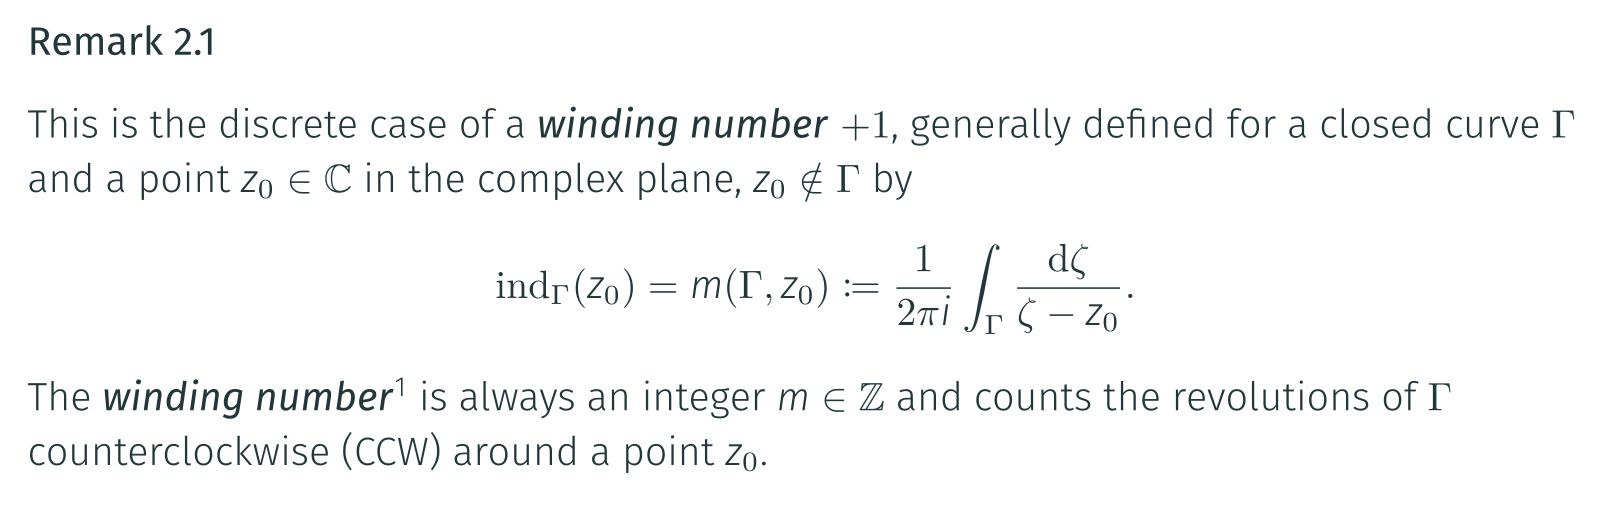 Remark 2.1
This is the discrete case of a winding number +1, generally defined for a closed curve Γ
and a point z₀ ∈ ℂ in the complex plane, z₀ ∉ Γ by
ind_Γ(z₀) = m(Γ, z₀) := \frac{1}{2πi} ∫_Γ \frac{dζ}{ζ − z₀}.
The winding number¹ is always an integer m ∈ ℤ and counts the revolutions of Γ
counterclockwise (CCW) around a point z₀.